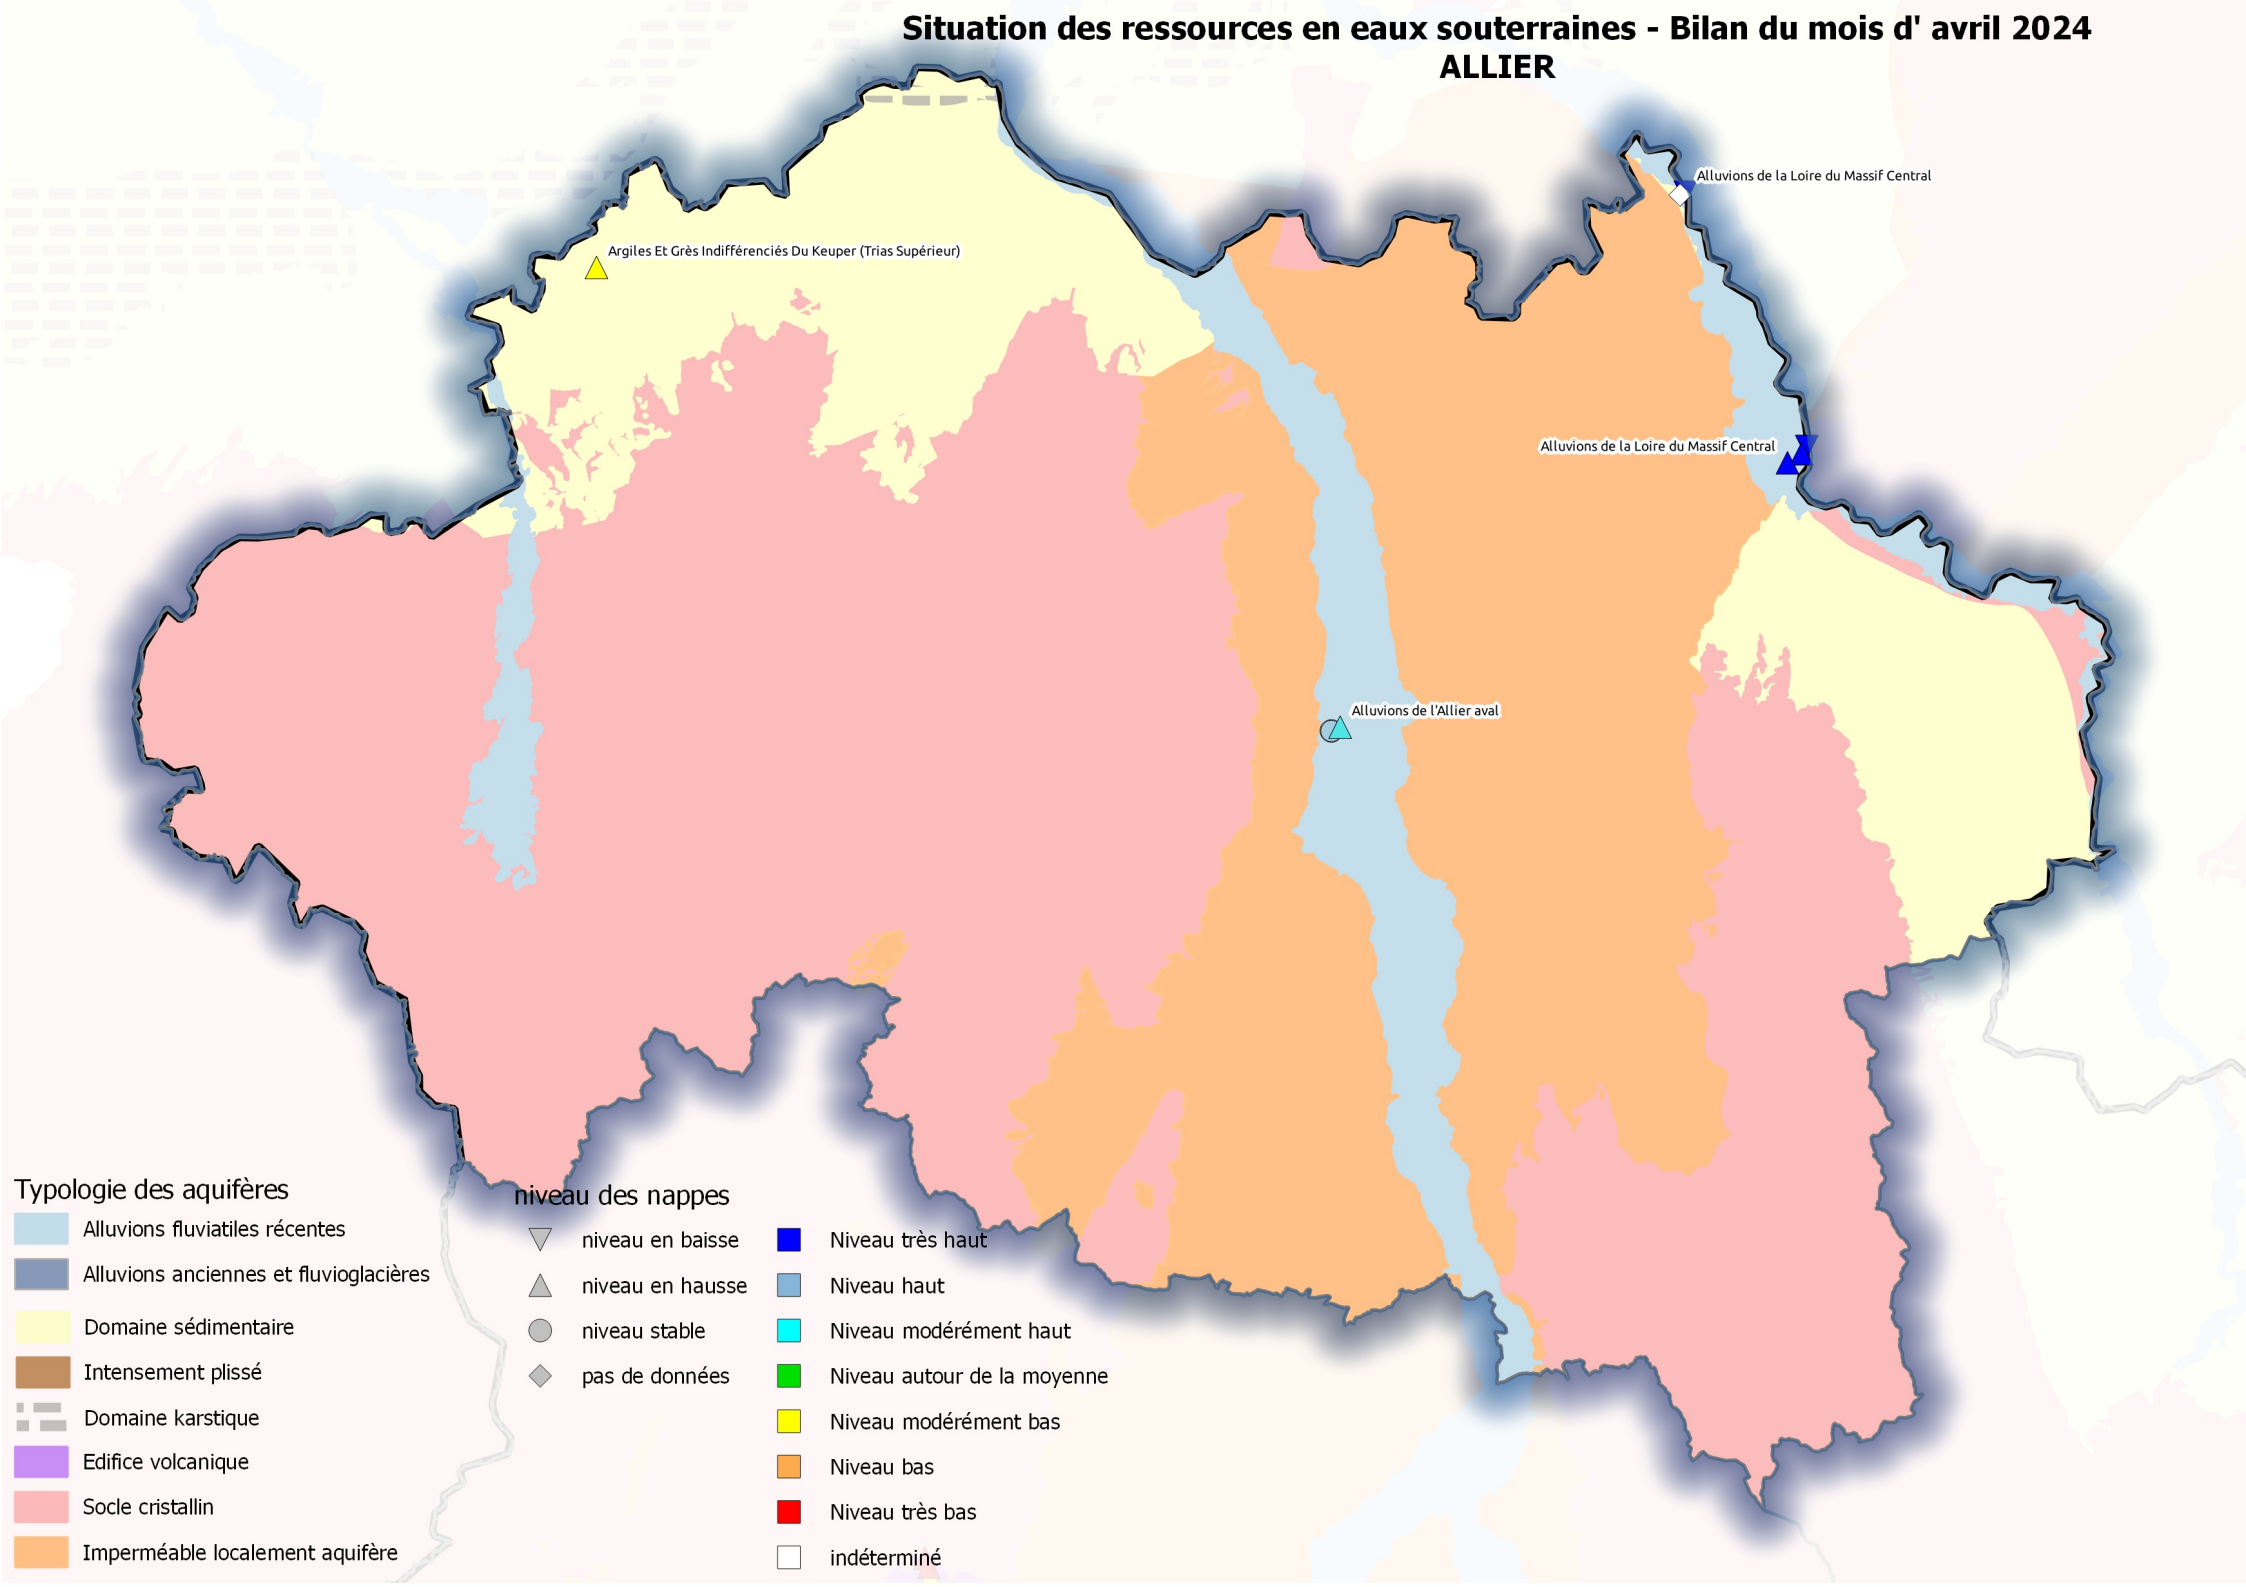 Situation des ressources en eaux souterraines - Bilan du mois d' avril 2024
ALLIER
Alluvions de la Loire du Massif Central
Argiles Et Grès Indifférenciés Du Keuper (Trias Supérieur)
Alluvions de la Loire du Massif Central
Alluvions de l'Allier aval
Typologie des aquifères
Alluvions fluviatiles récentes
Alluvions anciennes et fluvioglacières
Domaine sédimentaire
Intensement plissé
Domaine karstique
Edifice volcanique
Socle cristallin
Imperméable localement aquifère
niveau des nappes
niveau en baisse
niveau en hausse
niveau stable
pas de données
Niveau très haut
Niveau haut
Niveau modérément haut
Niveau autour de la moyenne
Niveau modérément bas
Niveau bas
Niveau très bas
indéterminé